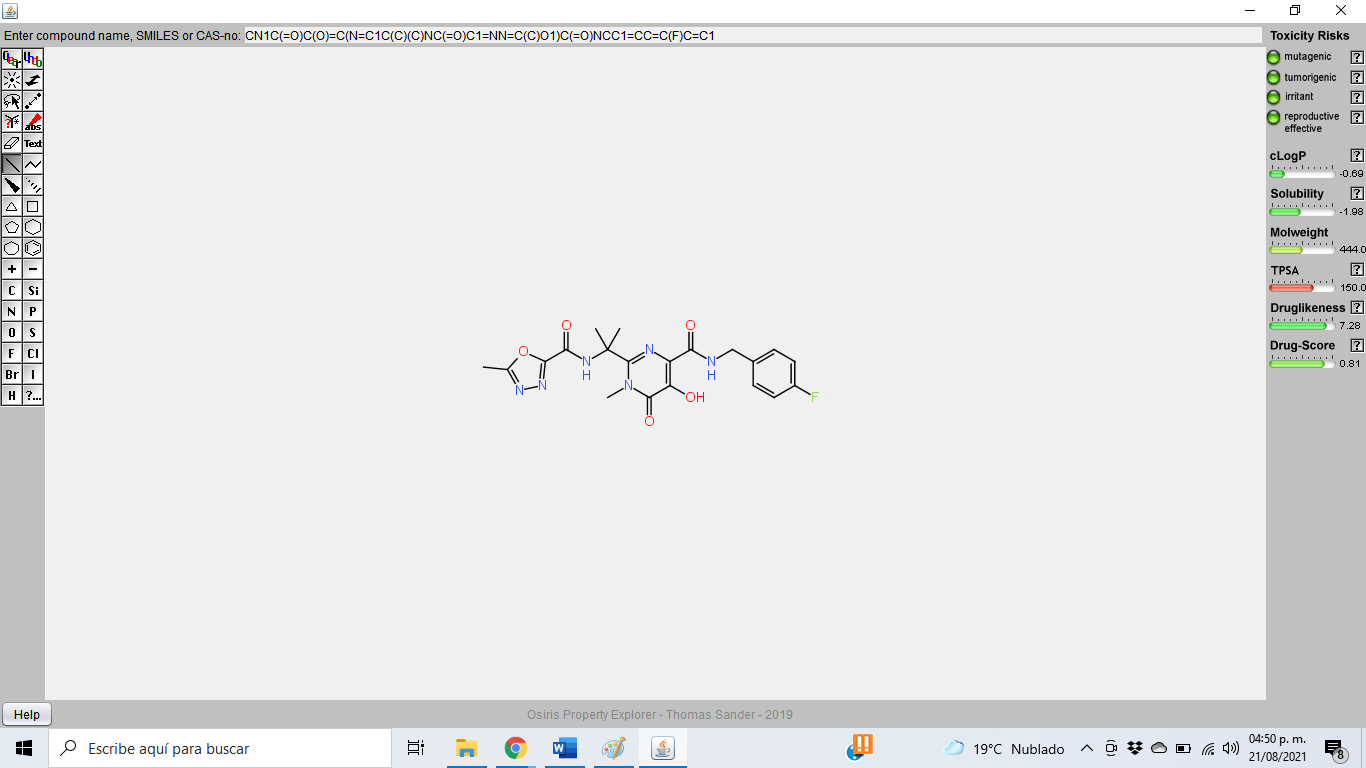 Enter compound name, SMILES or CAS-no: CN1C(=O)C(O)=C(N=C1C(C)(C)NC(=O)C1=NN=C(C)O1)C(=O)NCC1=CC=C(F)C=C1
Toxicity Risks
mutagenic ?
tumorigenic ?
irritant ?
reproductive ?
effective
cLogP ?
-0.69
Solubility ?
-1.98
Molweight
444.0
TPSA ?
150.0
Druglikeness ?
7.28
Drug-Score ?
0.81
abs
Text
+ −
C Si
N P
O S
F Cl
Br I
H ?...
O O
O N
N H N H
N N N OH F
O
Help
Osiris Property Explorer - Thomas Sander - 2019
Escribe aquí para buscar
W
19°C Nublado
04:50 p. m.
21/08/2021
8